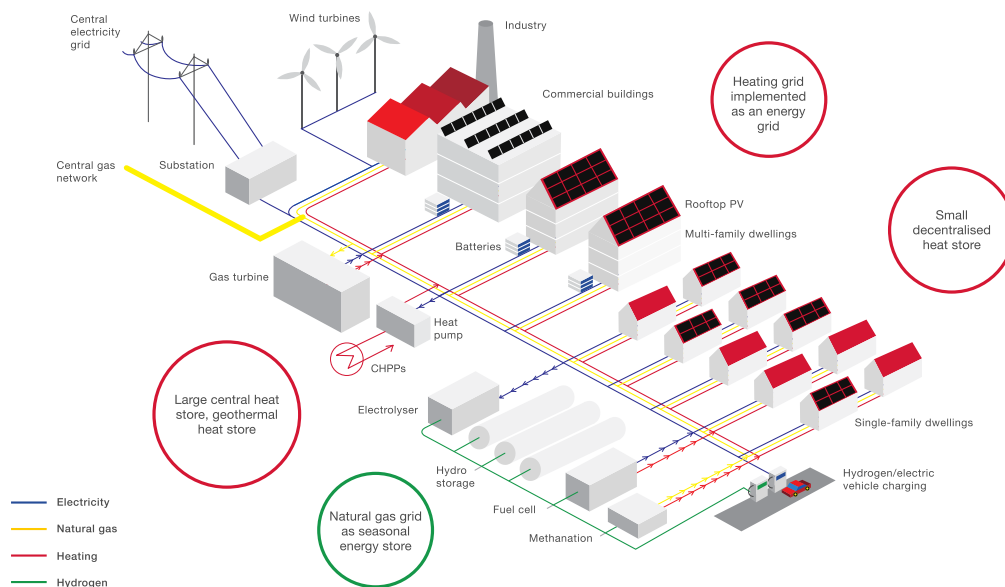 Central
electricity
grid
Wind turbines
Industry
Commercial buildings
Heating grid
implemented
as an energy
grid
Central gas
network
Substation
Rooftop PV
Multi-family dwellings
Small
decentralised
heat store
Batteries
Gas turbine
Heat
pump
CHPPs
Large central heat
store, geothermal
heat store
Electrolyser
Single-family dwellings
Hydro
storage
Hydrogen/electric
vehicle charging
Fuel cell
Methanation
Natural gas grid
as seasonal
energy store
Electricity
Natural gas
Heating
Hydrogen